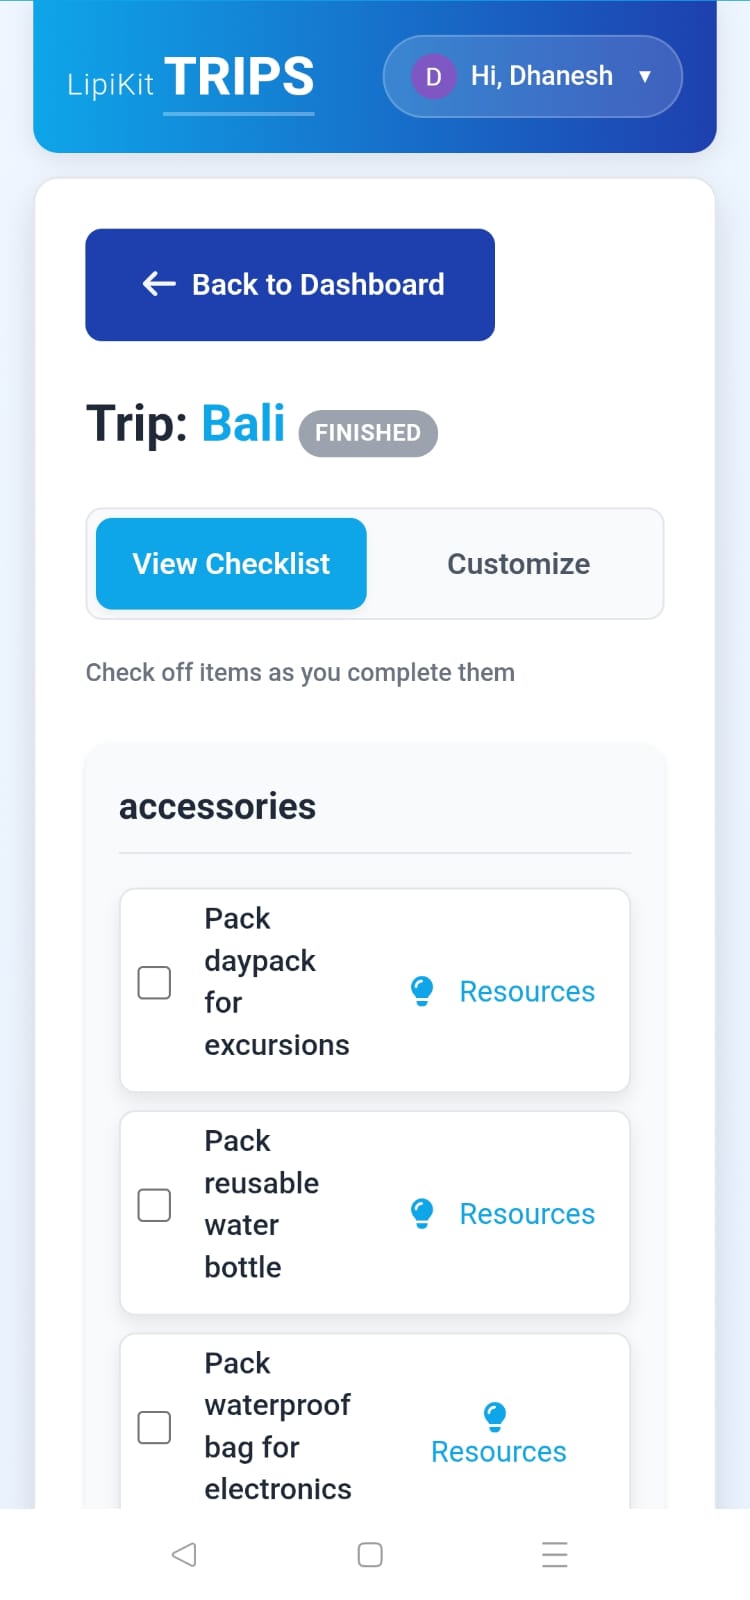 LipiKit TRIPS
D Hi, Dhanesh ▼
← Back to Dashboard
Trip: Bali FINISHED
View Checklist Customize
Check off items as you complete them
accessories
Pack
daypack
for
excursions
Resources
Pack
reusable
water
bottle
Resources
Pack
waterproof
bag for
electronics
Resources